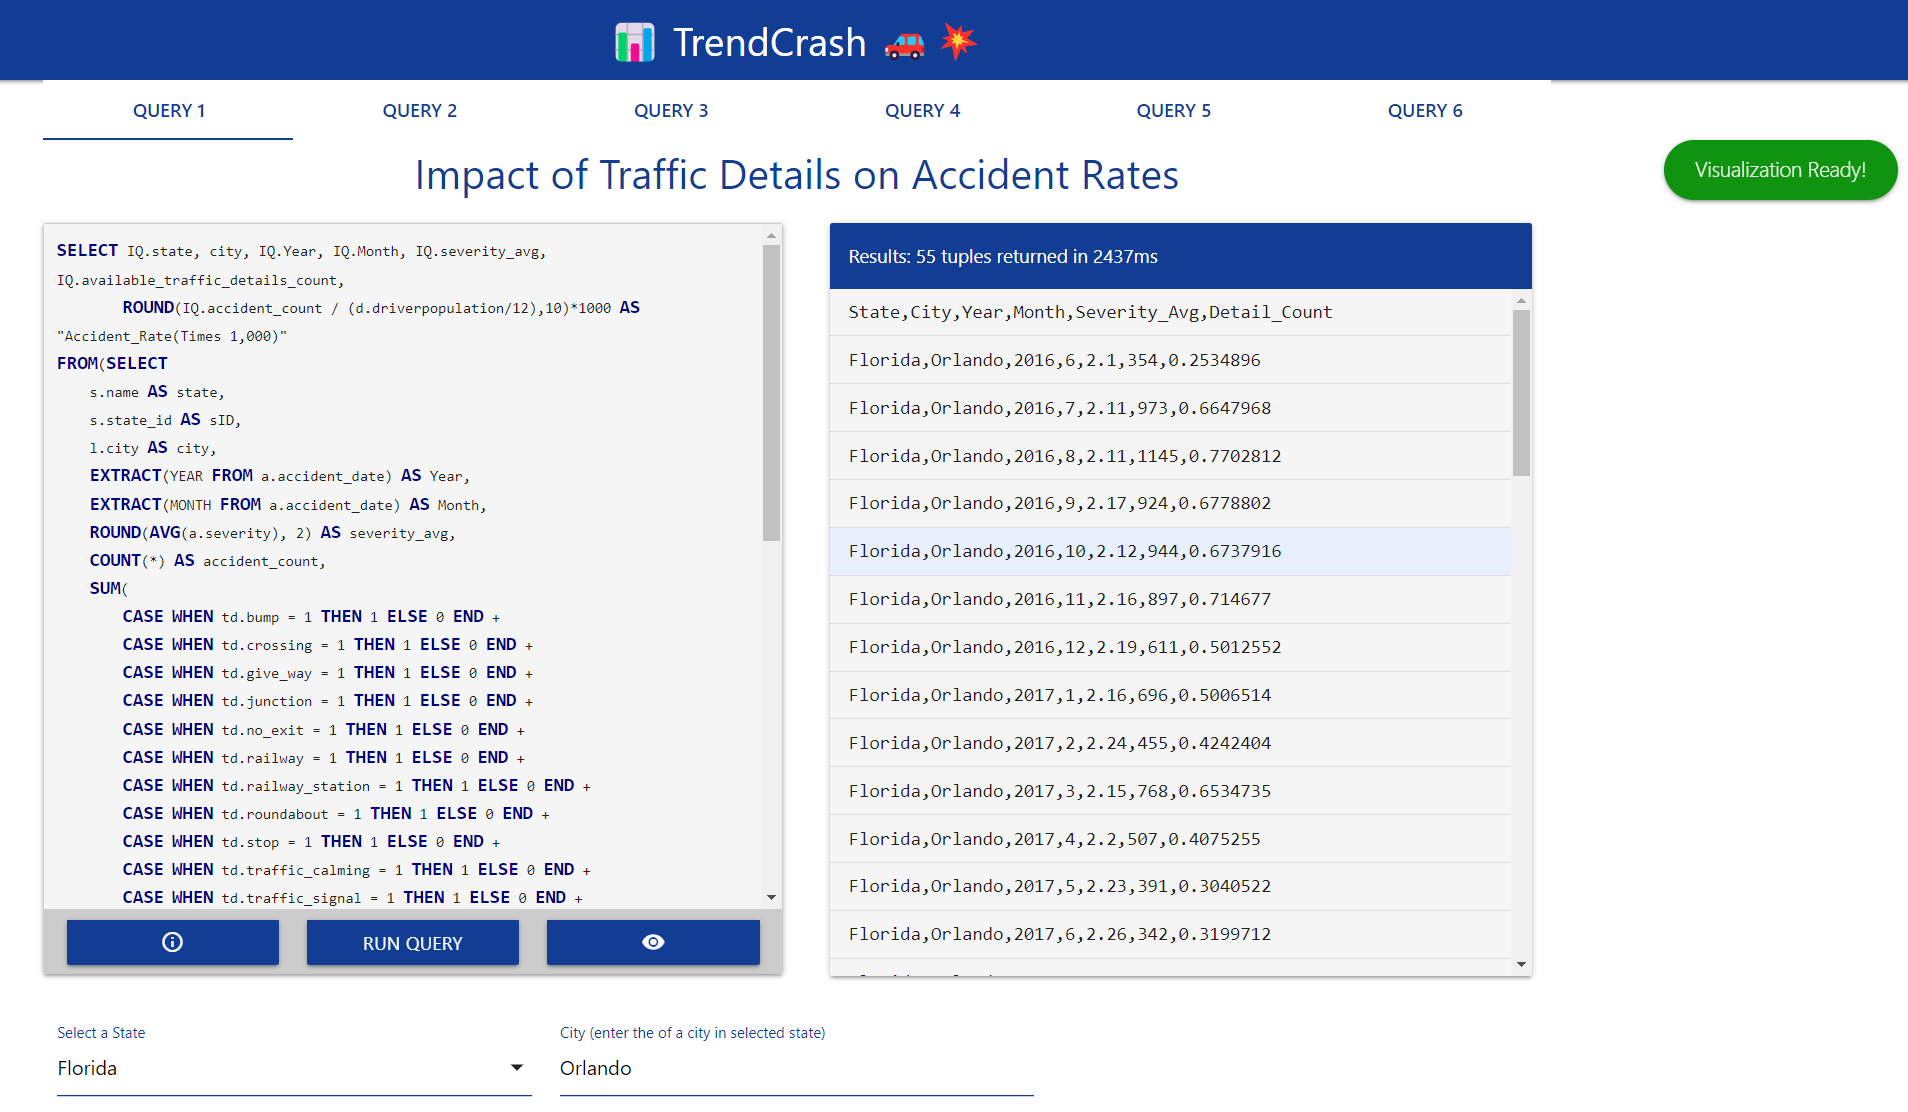 TrendCrash
QUERY 1
QUERY 2
QUERY 3
QUERY 4
QUERY 5
QUERY 6
Impact of Traffic Details on Accident Rates
Visualization Ready!
SELECT IQ.state, city, IQ.Year, IQ.Month, IQ.severity_avg,
IQ.available_traffic_details_count,
ROUND(IQ.accident_count / (d.driverpopulation/12),10)*1000 AS
"Accident_Rate(Times 1,000)"
FROM(SELECT
s.name AS state,
s.state_id AS sID,
l.city AS city,
EXTRACT(YEAR FROM a.accident_date) AS Year,
EXTRACT(MONTH FROM a.accident_date) AS Month,
ROUND(AVG(a.severity), 2) AS severity_avg,
COUNT(*) AS accident_count,
SUM(
CASE WHEN td.bump = 1 THEN 1 ELSE 0 END +
CASE WHEN td.crossing = 1 THEN 1 ELSE 0 END +
CASE WHEN td.give_way = 1 THEN 1 ELSE 0 END +
CASE WHEN td.junction = 1 THEN 1 ELSE 0 END +
CASE WHEN td.no_exit = 1 THEN 1 ELSE 0 END +
CASE WHEN td.railway = 1 THEN 1 ELSE 0 END +
CASE WHEN td.railway_station = 1 THEN 1 ELSE 0 END +
CASE WHEN td.roundabout = 1 THEN 1 ELSE 0 END +
CASE WHEN td.stop = 1 THEN 1 ELSE 0 END +
CASE WHEN td.traffic_calming = 1 THEN 1 ELSE 0 END +
CASE WHEN td.traffic_signal = 1 THEN 1 ELSE 0 END +
RUN QUERY
Results: 55 tuples returned in 2437ms
State,City,Year,Month,Severity_Avg,Detail_Count
Florida,Orlando,2016,6,2.1,354,0.2534896
Florida,Orlando,2016,7,2.11,973,0.6647968
Florida,Orlando,2016,8,2.11,1145,0.7702812
Florida,Orlando,2016,9,2.17,924,0.6778802
Florida,Orlando,2016,10,2.12,944,0.6737916
Florida,Orlando,2016,11,2.16,897,0.714677
Florida,Orlando,2016,12,2.19,611,0.5012552
Florida,Orlando,2017,1,2.16,696,0.5006514
Florida,Orlando,2017,2,2.24,455,0.4242404
Florida,Orlando,2017,3,2.15,768,0.6534735
Florida,Orlando,2017,4,2.2,507,0.4075255
Florida,Orlando,2017,5,2.23,391,0.3040522
Florida,Orlando,2017,6,2.26,342,0.3199712
Select a State
Florida
City (enter the of a city in selected state)
Orlando